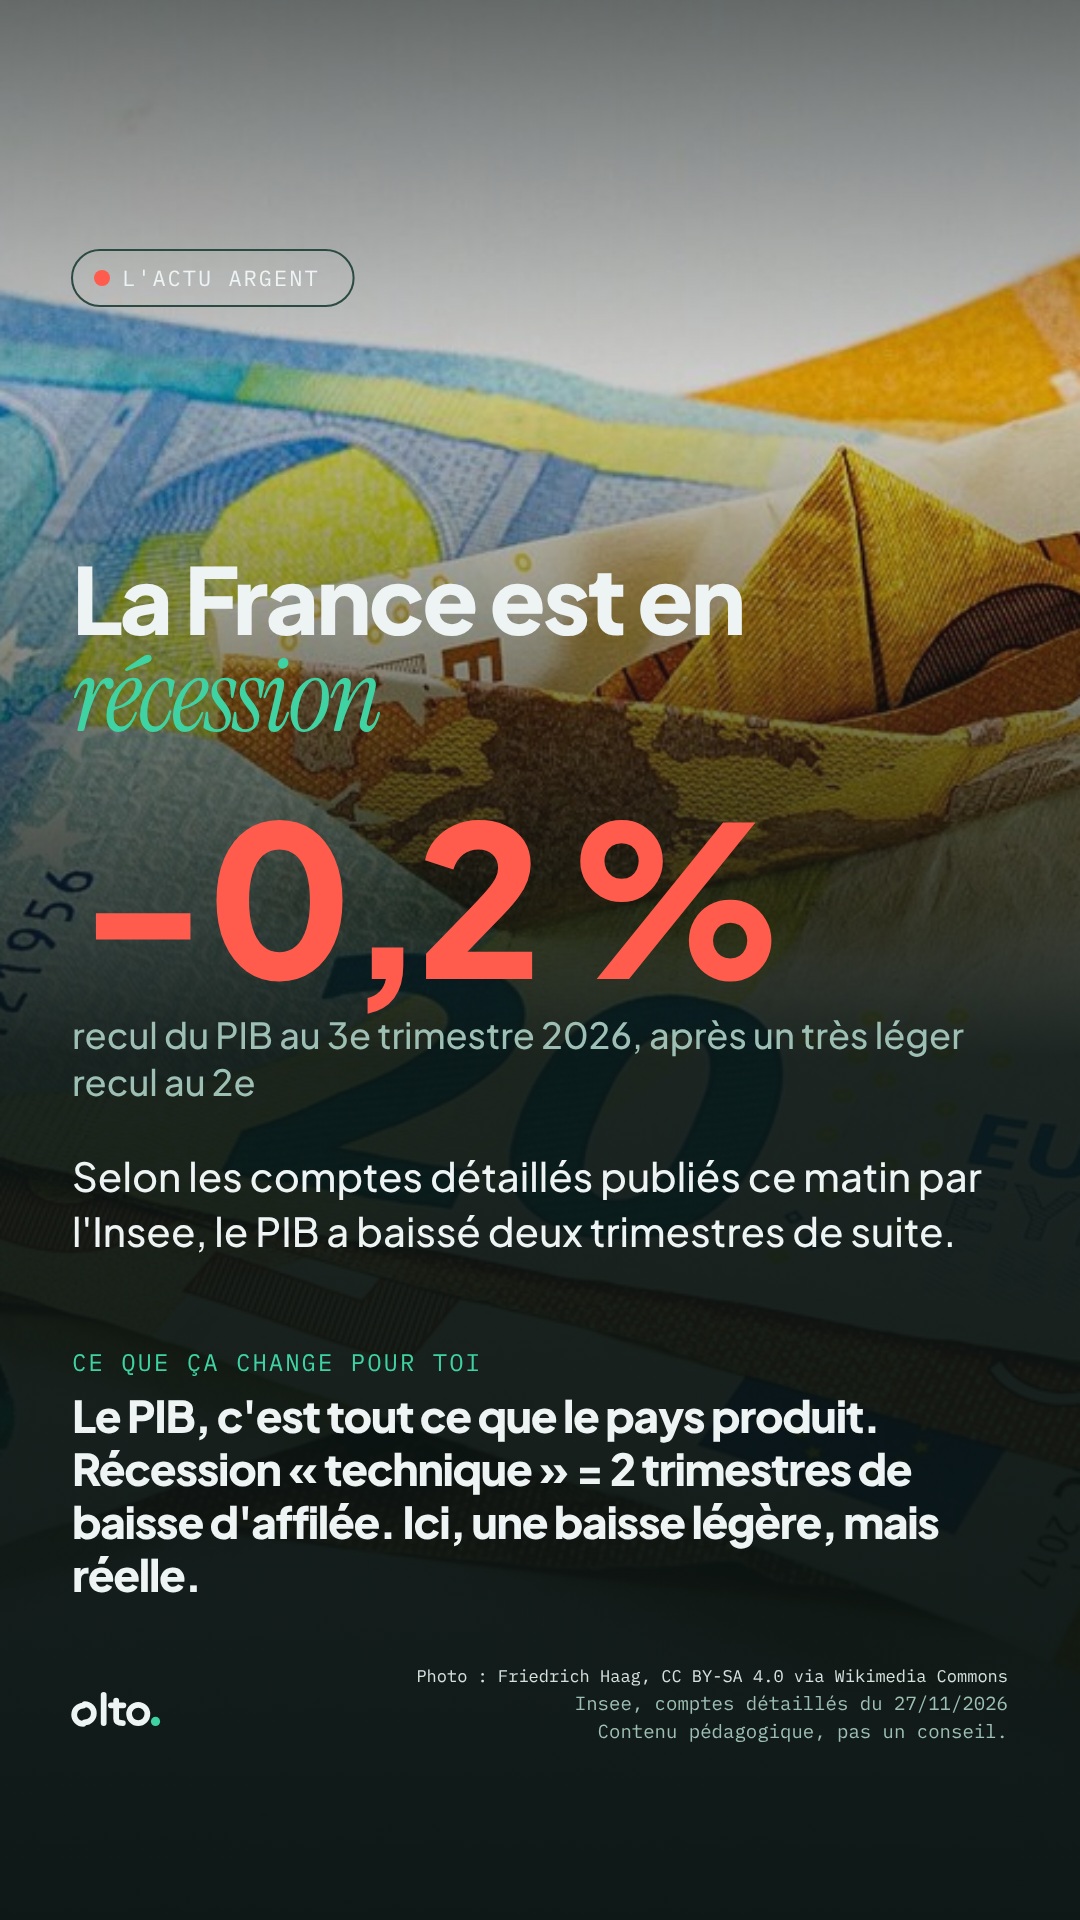 L'ACTU ARGENT
La France est en
récession
−0,2 %
recul du PIB au 3e trimestre 2026, après un très léger
recul au 2e
Selon les comptes détaillés publiés ce matin par
l'Insee, le PIB a baissé deux trimestres de suite.
CE QUE ÇA CHANGE POUR TOI
Le PIB, c'est tout ce que le pays produit.
Récession « technique » = 2 trimestres de
baisse d'affilée. Ici, une baisse légère, mais
réelle.
olto.
Photo : Friedrich Haag, CC BY-SA 4.0 via Wikimedia Commons
Insee, comptes détaillés du 27/11/2026
Contenu pédagogique, pas un conseil.
20